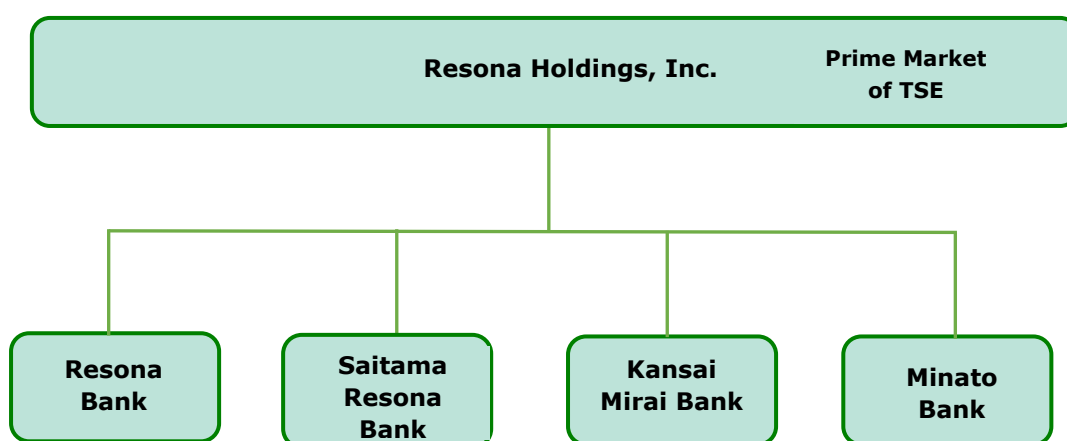 Resona Holdings, Inc.
Prime Market
of TSE
Resona
Bank
Saitama
Resona
Bank
Kansai
Mirai Bank
Minato
Bank